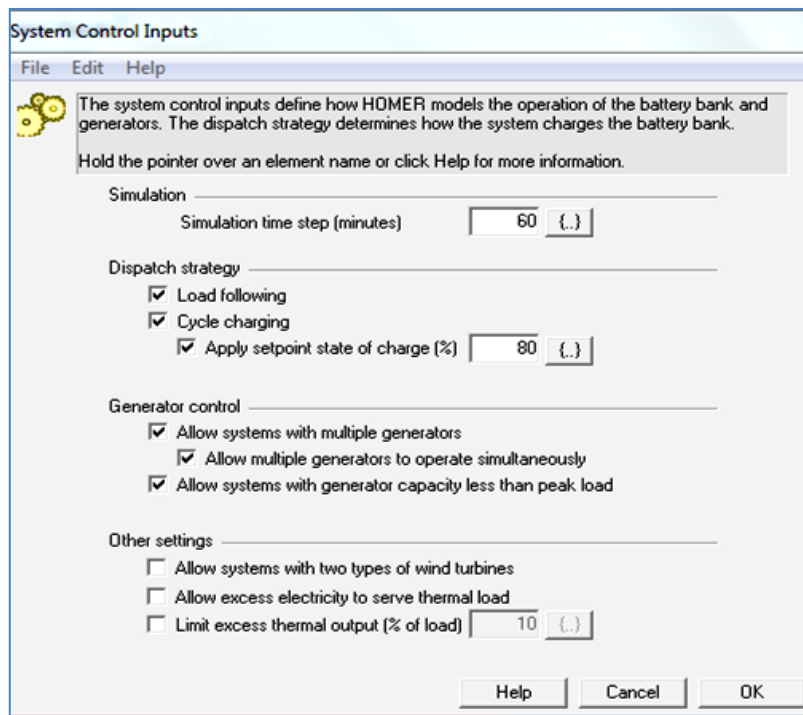 System Control Inputs
File Edit Help
The system control inputs define how HOMER models the operation of the battery bank and
generators. The dispatch strategy determines how the system charges the battery bank.
Hold the pointer over an element name or click Help for more information.
Simulation
Simulation time step (minutes) 60 {..}
Dispatch strategy
Load following
Cycle charging
Apply setpoint state of charge (%) 80 {..}
Generator control
Allow systems with multiple generators
Allow multiple generators to operate simultaneously
Allow systems with generator capacity less than peak load
Other settings
Allow systems with two types of wind turbines
Allow excess electricity to serve thermal load
Limit excess thermal output (% of load) 10 {..}
Help Cancel OK